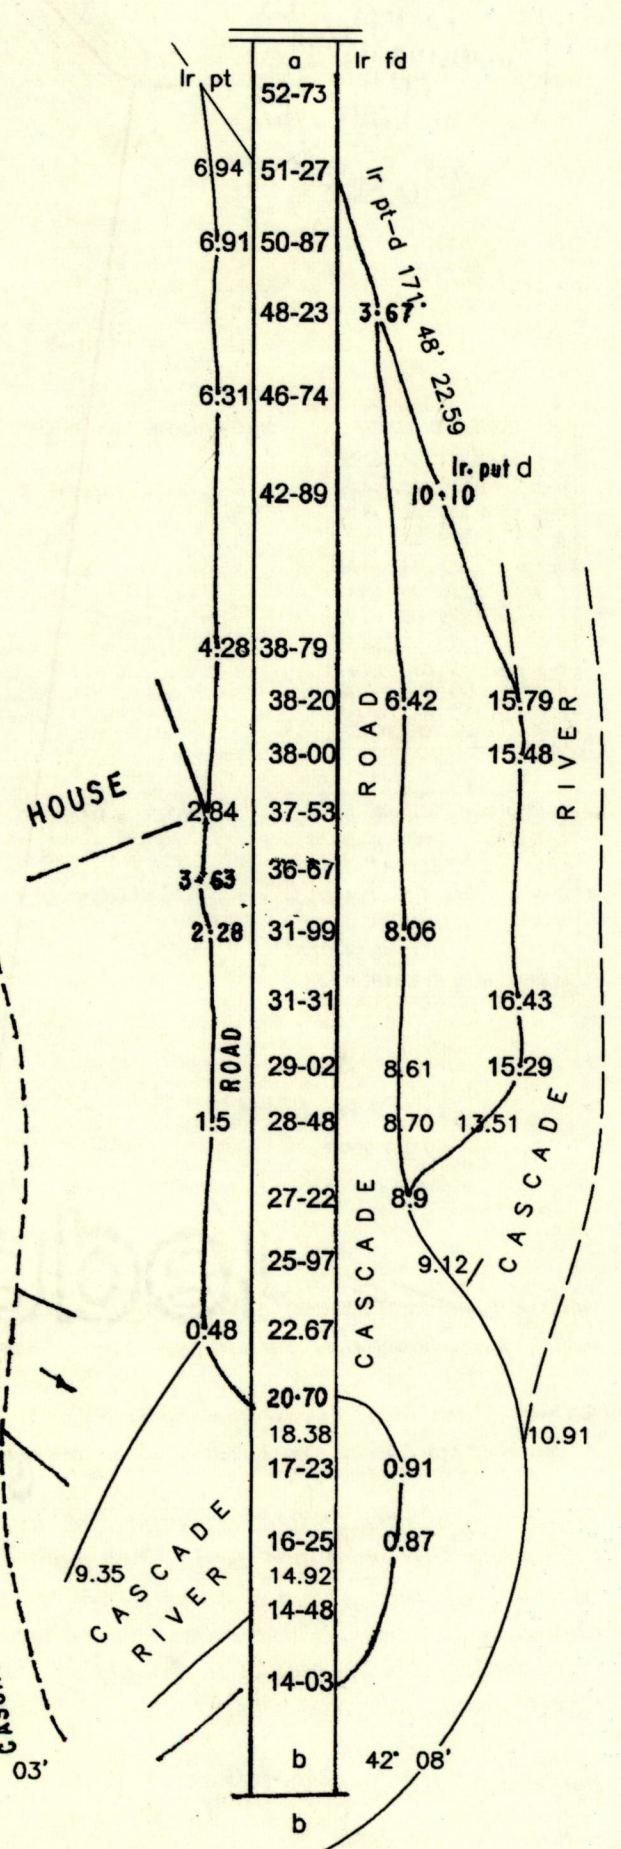 a Ir fd
Ir pt 52-73
6.94 51-27
Ir pt-d 171° 48' 22.59
6.91 50-87
48-23 3.67
6.31 46-74
Ir. put d
42-89 10.10
4.28 38-79
38-20 6.42 15.79
38-00 15.48
ROAD
RIVER
HOUSE
2.84 37-53
3.63 36-67
2.28 31-99 8.06
31-31 16.43
ROAD
29-02 8.61 15.29
1.5 28-48 8.70 13.51
CASCADE
27-22 8.9
CASCADE
25-97 9.12
0.48 22.67
20.70
18.38 10.91
17-23 0.91
16-25 0.87
9.35 14.92
CASCADE
RIVER
14-48
14-03
03'
b 42° 08'
b